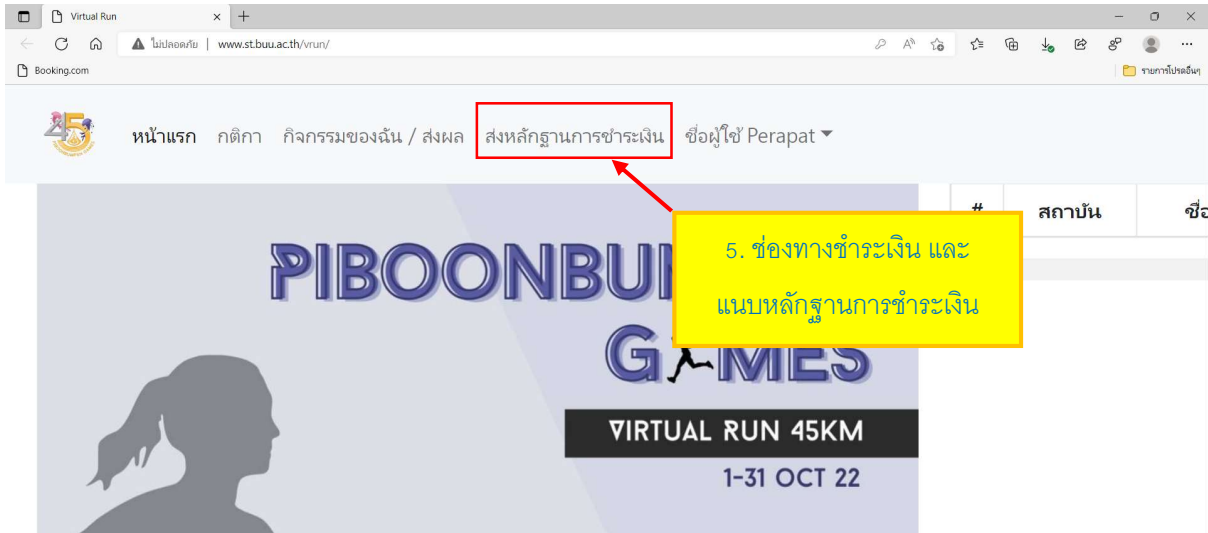 Virtual Run
ไม่ปลอดภัย | www.st.buu.ac.th/vrun/
Booking.com
รายการโปรดอื่นๆ
45
หน้าแรก กติกา กิจกรรมของฉัน / ส่งผล ส่งหลักฐานการชำระเงิน ชื่อผู้ใช้ Perapat
# สถาบัน ชื่อ
5. ช่องทางชำระเงิน และ
แนบหลักฐานการชำระเงิน
PIBOONBU
GAMES
VIRTUAL RUN 45KM
1-31 OCT 22